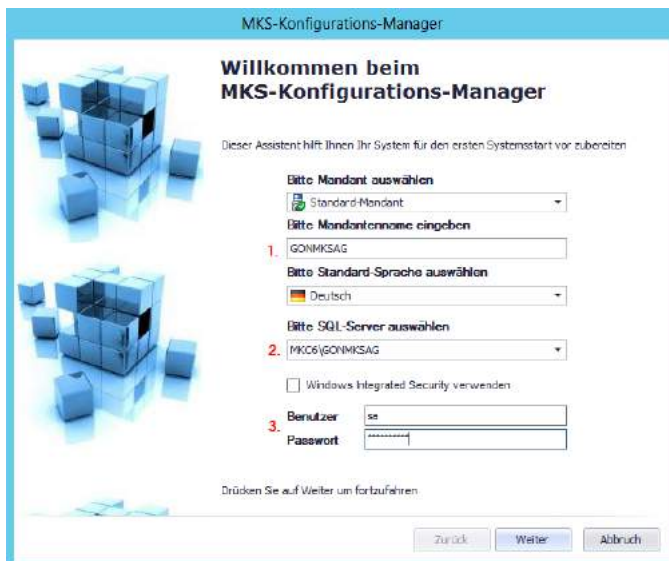 MKS-Konfigurations-Manager
Willkommen beim
MKS-Konfigurations-Manager
Dieser Assistent hilft Ihnen Ihr System für den ersten Systemsstart vor zubereiten
Bitte Mandant auswählen
Standard-Mandant
Bitte Mandantenname eingeben
1. GONMKSAG
Bitte Standard-Sprache auswählen
Deutsch
Bitte SQL-Server auswählen
2. MKC6\GONMKSAG
Windows Integrated Security verwenden
3. Benutzer sa
Passwort **********
Drücken Sie auf Weiter um fortzufahren
Zurück Weiter Abbruch